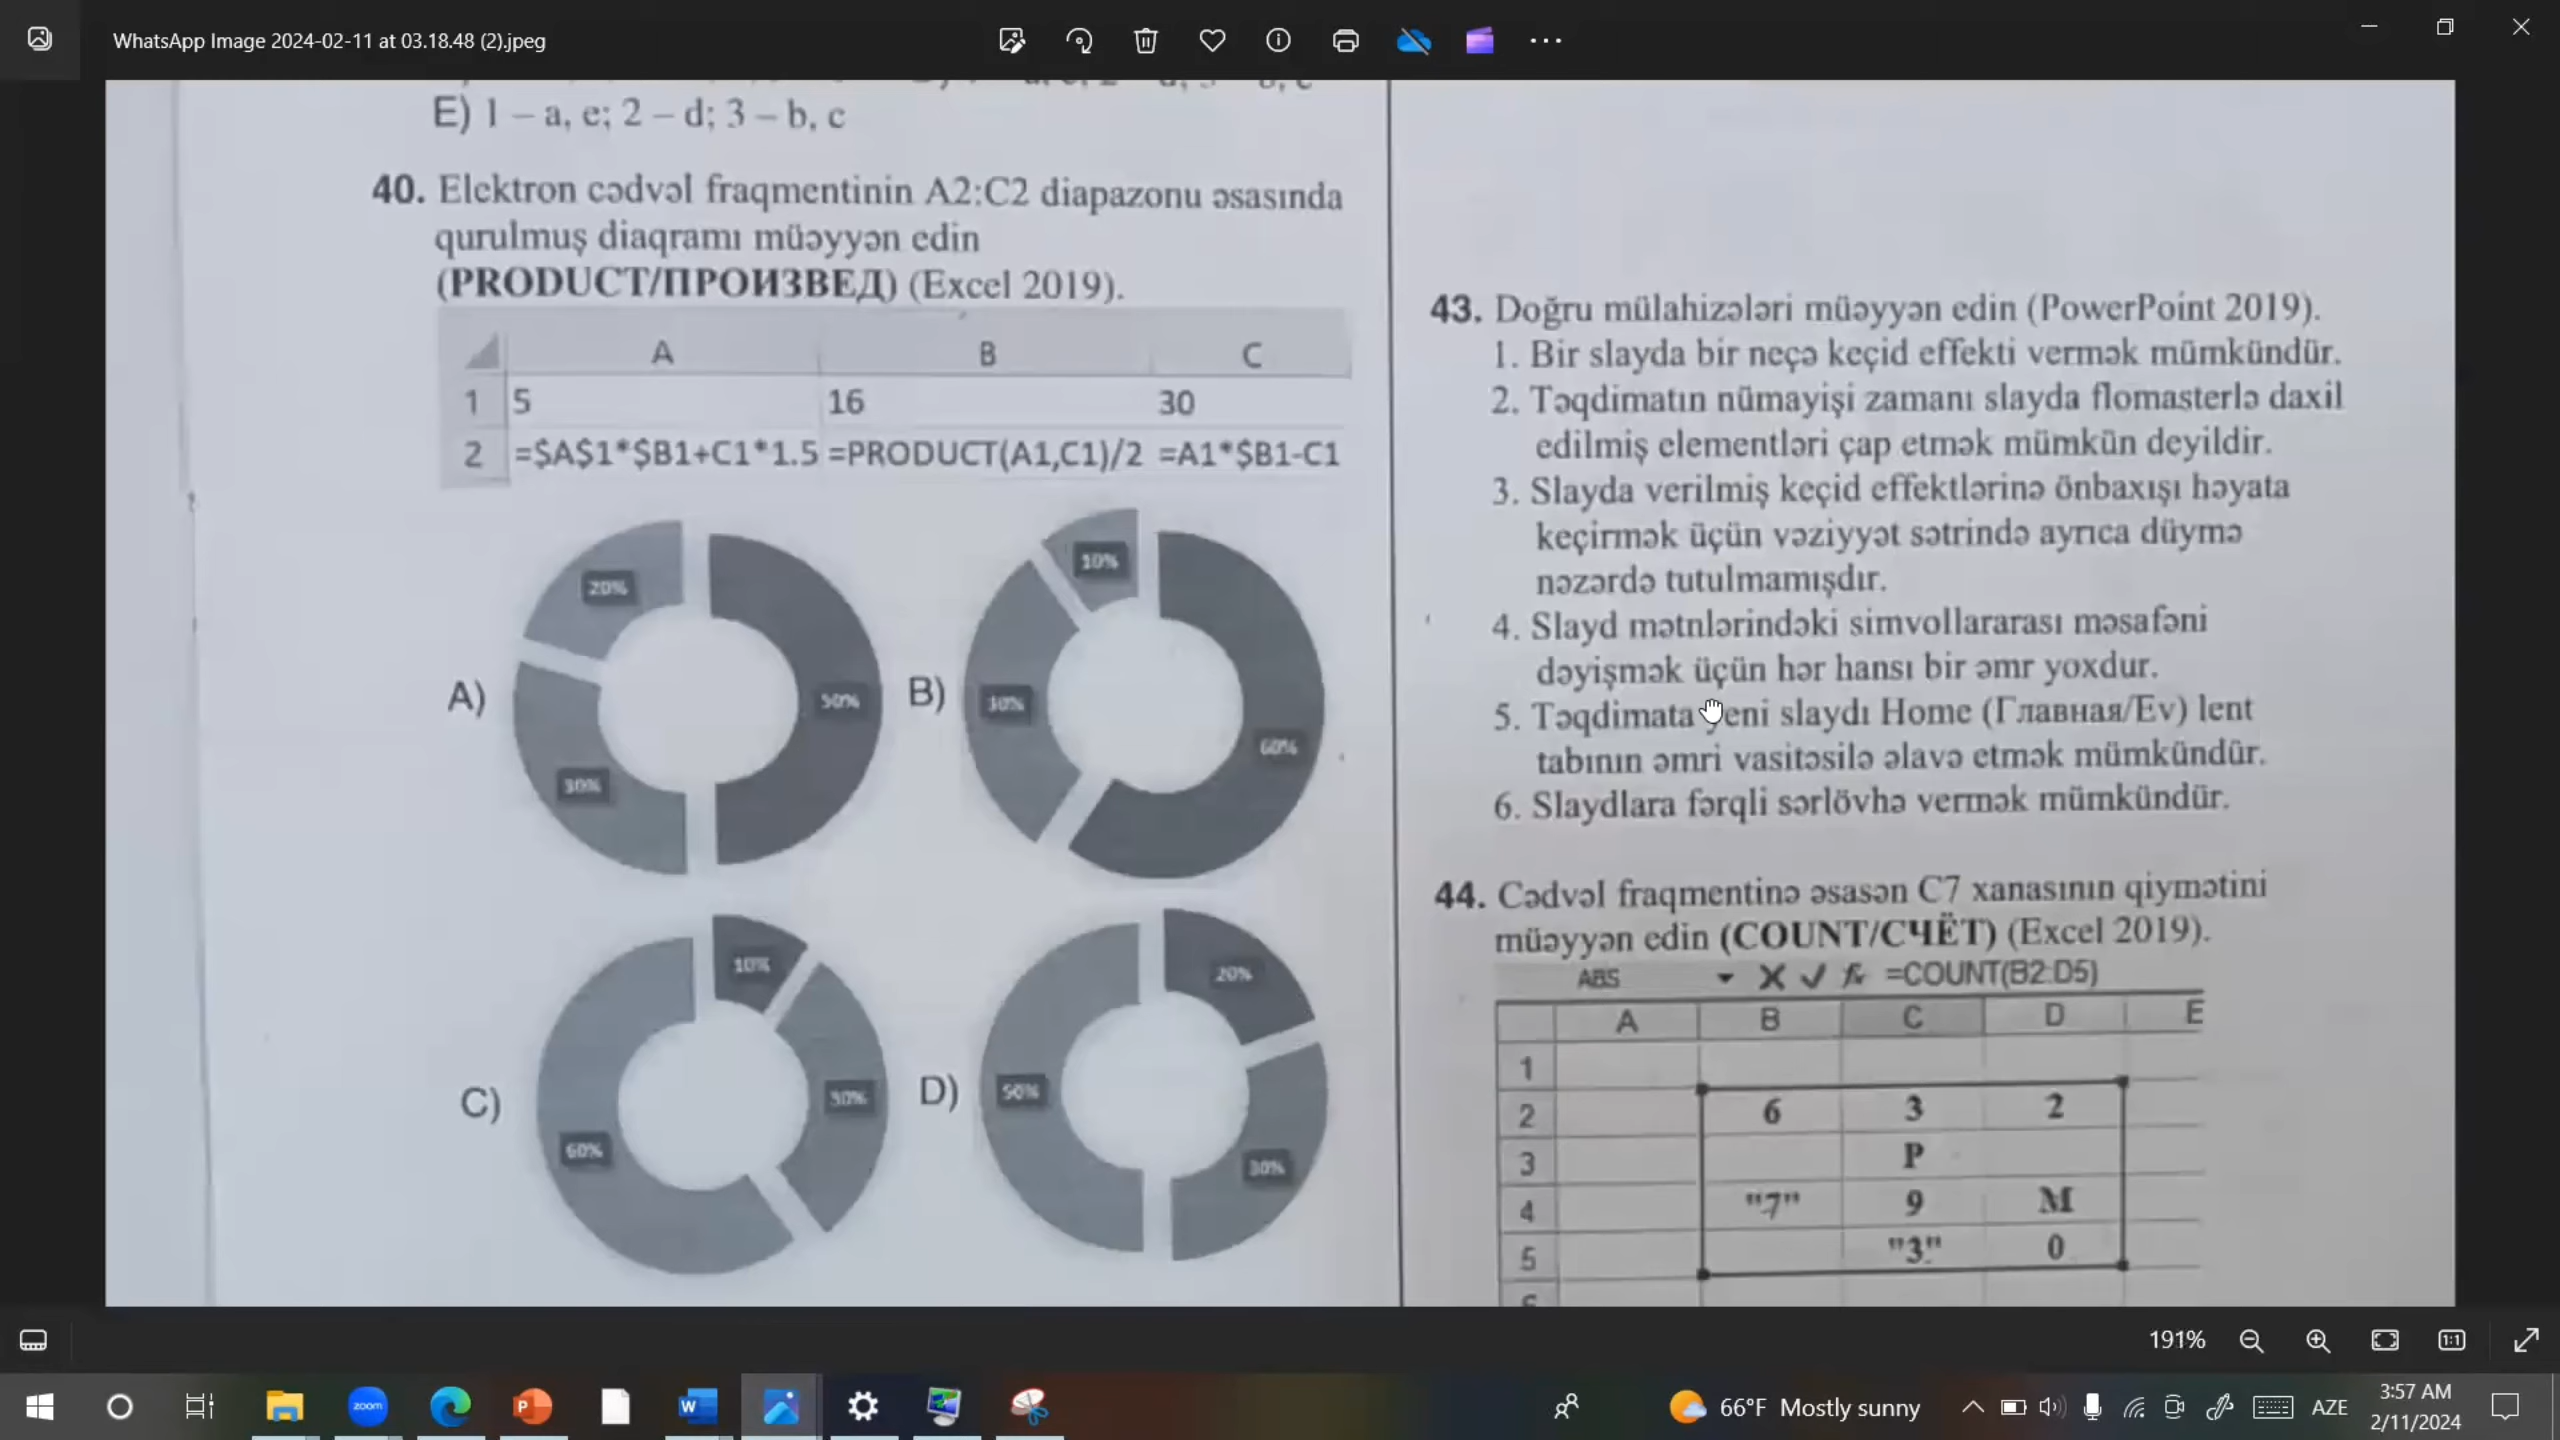 WhatsApp Image 2024-02-11 at 03.18.48 (2).jpeg
E) 1 – a, e; 2 – d; 3 – b, c
40. Elektron cədvəl fraqmentinin A2:C2 diapazonu əsasında
qurulmuş diaqramı müəyyən edin
(PRODUCT/ПРОИЗВЕД) (Excel 2019).
A B C
1 5 16 30
2 =$A$1*$B1+C1*1.5 =PRODUCT(A1,C1)/2 =A1*$B1-C1
A) 20% 50% 30%
B) 10% 30% 60%
C) 10% 30% 60%
D) 20% 50% 30%
43. Doğru mülahizələri müəyyən edin (PowerPoint 2019).
1. Bir slayda bir neçə keçid effekti vermək mümkündür.
2. Təqdimatın nümayişi zamanı slayda flomasterlə daxil
edilmiş elementləri çap etmək mümkün deyildir.
3. Slayda verilmiş keçid effektlərinə önbaxışı həyata
keçirmək üçün vəziyyət sətrində ayrıca düymə
nəzərdə tutulmamışdır.
4. Slayd mətnlərindəki simvollararası məsafəni
dəyişmək üçün hər hansı bir əmr yoxdur.
5. Təqdimata yeni slaydı Home (Главная/Ev) lent
tabının əmri vasitəsilə əlavə etmək mümkündür.
6. Slaydlara fərqli sərlövhə vermək mümkündür.
44. Cədvəl fraqmentinə əsasən C7 xanasının qiymətini
müəyyən edin (COUNT/СЧЁТ) (Excel 2019).
ABS fx =COUNT(B2:D5)
A B C D E
1
2 6 3 2
3 P
4 "7" 9 M
5 "3" 0
191%
1:1
zoom
66°F Mostly sunny
AZE
3:57 AM
2/11/2024